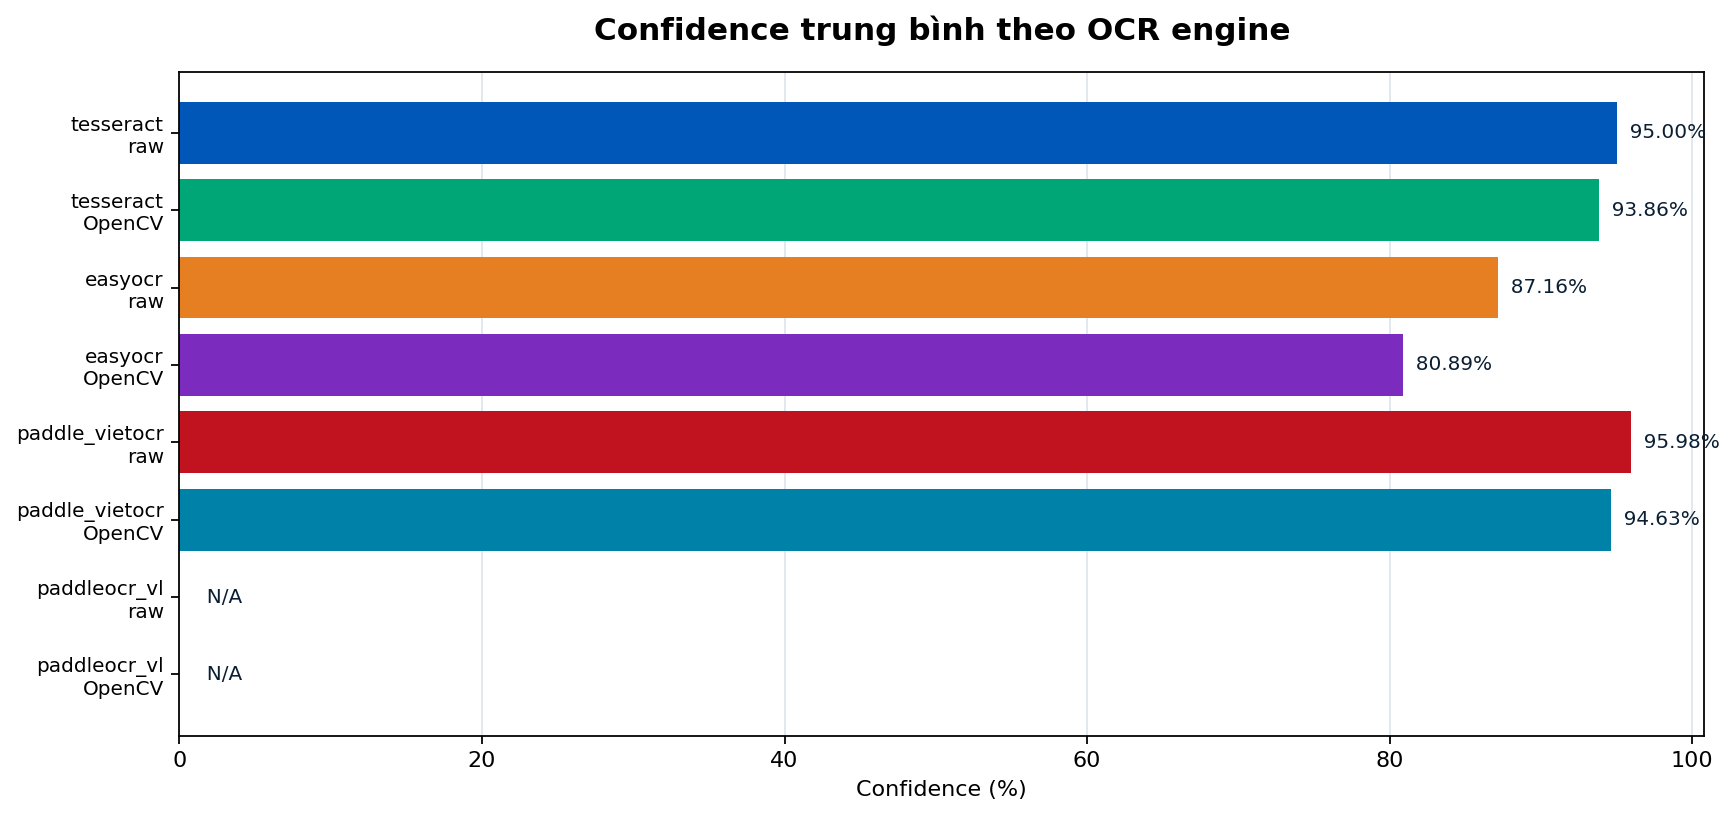 Confidence trung bình theo OCR engine
tesseract
raw
95.00%
tesseract
OpenCV
93.86%
easyocr
raw
87.16%
easyocr
OpenCV
80.89%
paddle_vietocr
raw
95.98%
paddle_vietocr
OpenCV
94.63%
paddleocr_vl
raw
N/A
paddleocr_vl
OpenCV
N/A
0 20 40 60 80 100
Confidence (%)